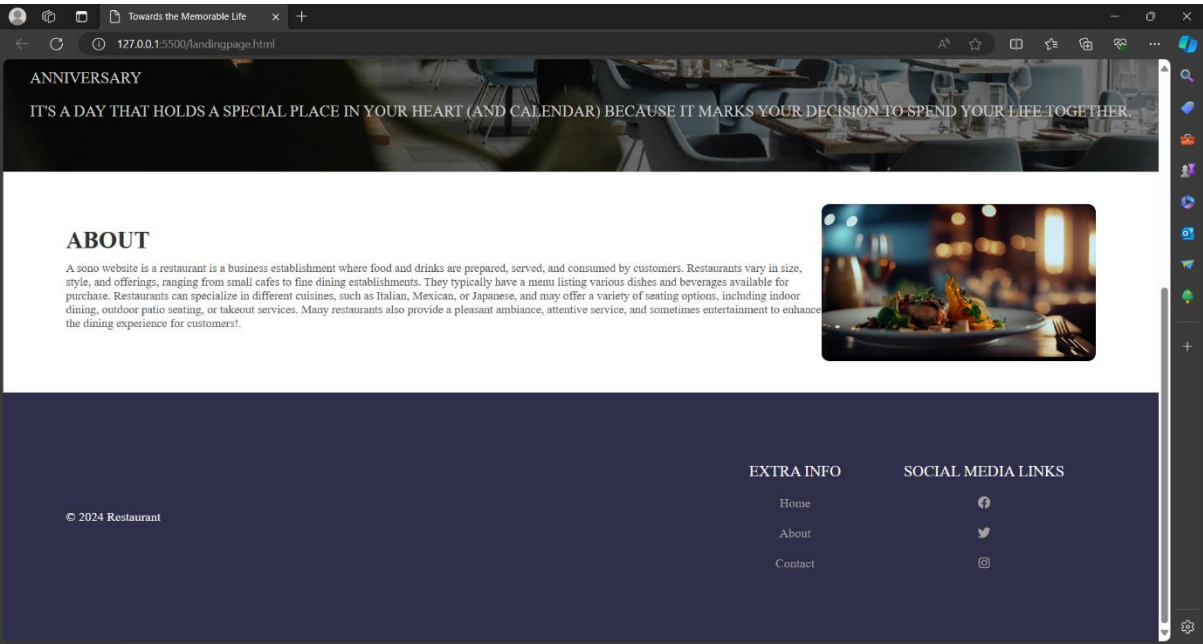 Towards the Memorable Life
127.0.0.1:5500/landingpage.html
ANNIVERSARY
IT'S A DAY THAT HOLDS A SPECIAL PLACE IN YOUR HEART (AND CALENDAR) BECAUSE IT MARKS YOUR DECISION TO SPEND YOUR LIFE TOGETHER.
ABOUT
A sono website is a restaurant is a business establishment where food and drinks are prepared, served, and consumed by customers. Restaurants vary in size,
style, and offerings, ranging from small cafes to fine dining establishments. They typically have a menu listing various dishes and beverages available for
purchase. Restaurants can specialize in different cuisines, such as Italian, Mexican, or Japanese, and may offer a variety of seating options, including indoor
dining, outdoor patio seating, or takeout services. Many restaurants also provide a pleasant ambiance, attentive service, and sometimes entertainment to enhance
the dining experience for customers!.
EXTRA INFO
Home
About
Contact
SOCIAL MEDIA LINKS
© 2024 Restaurant